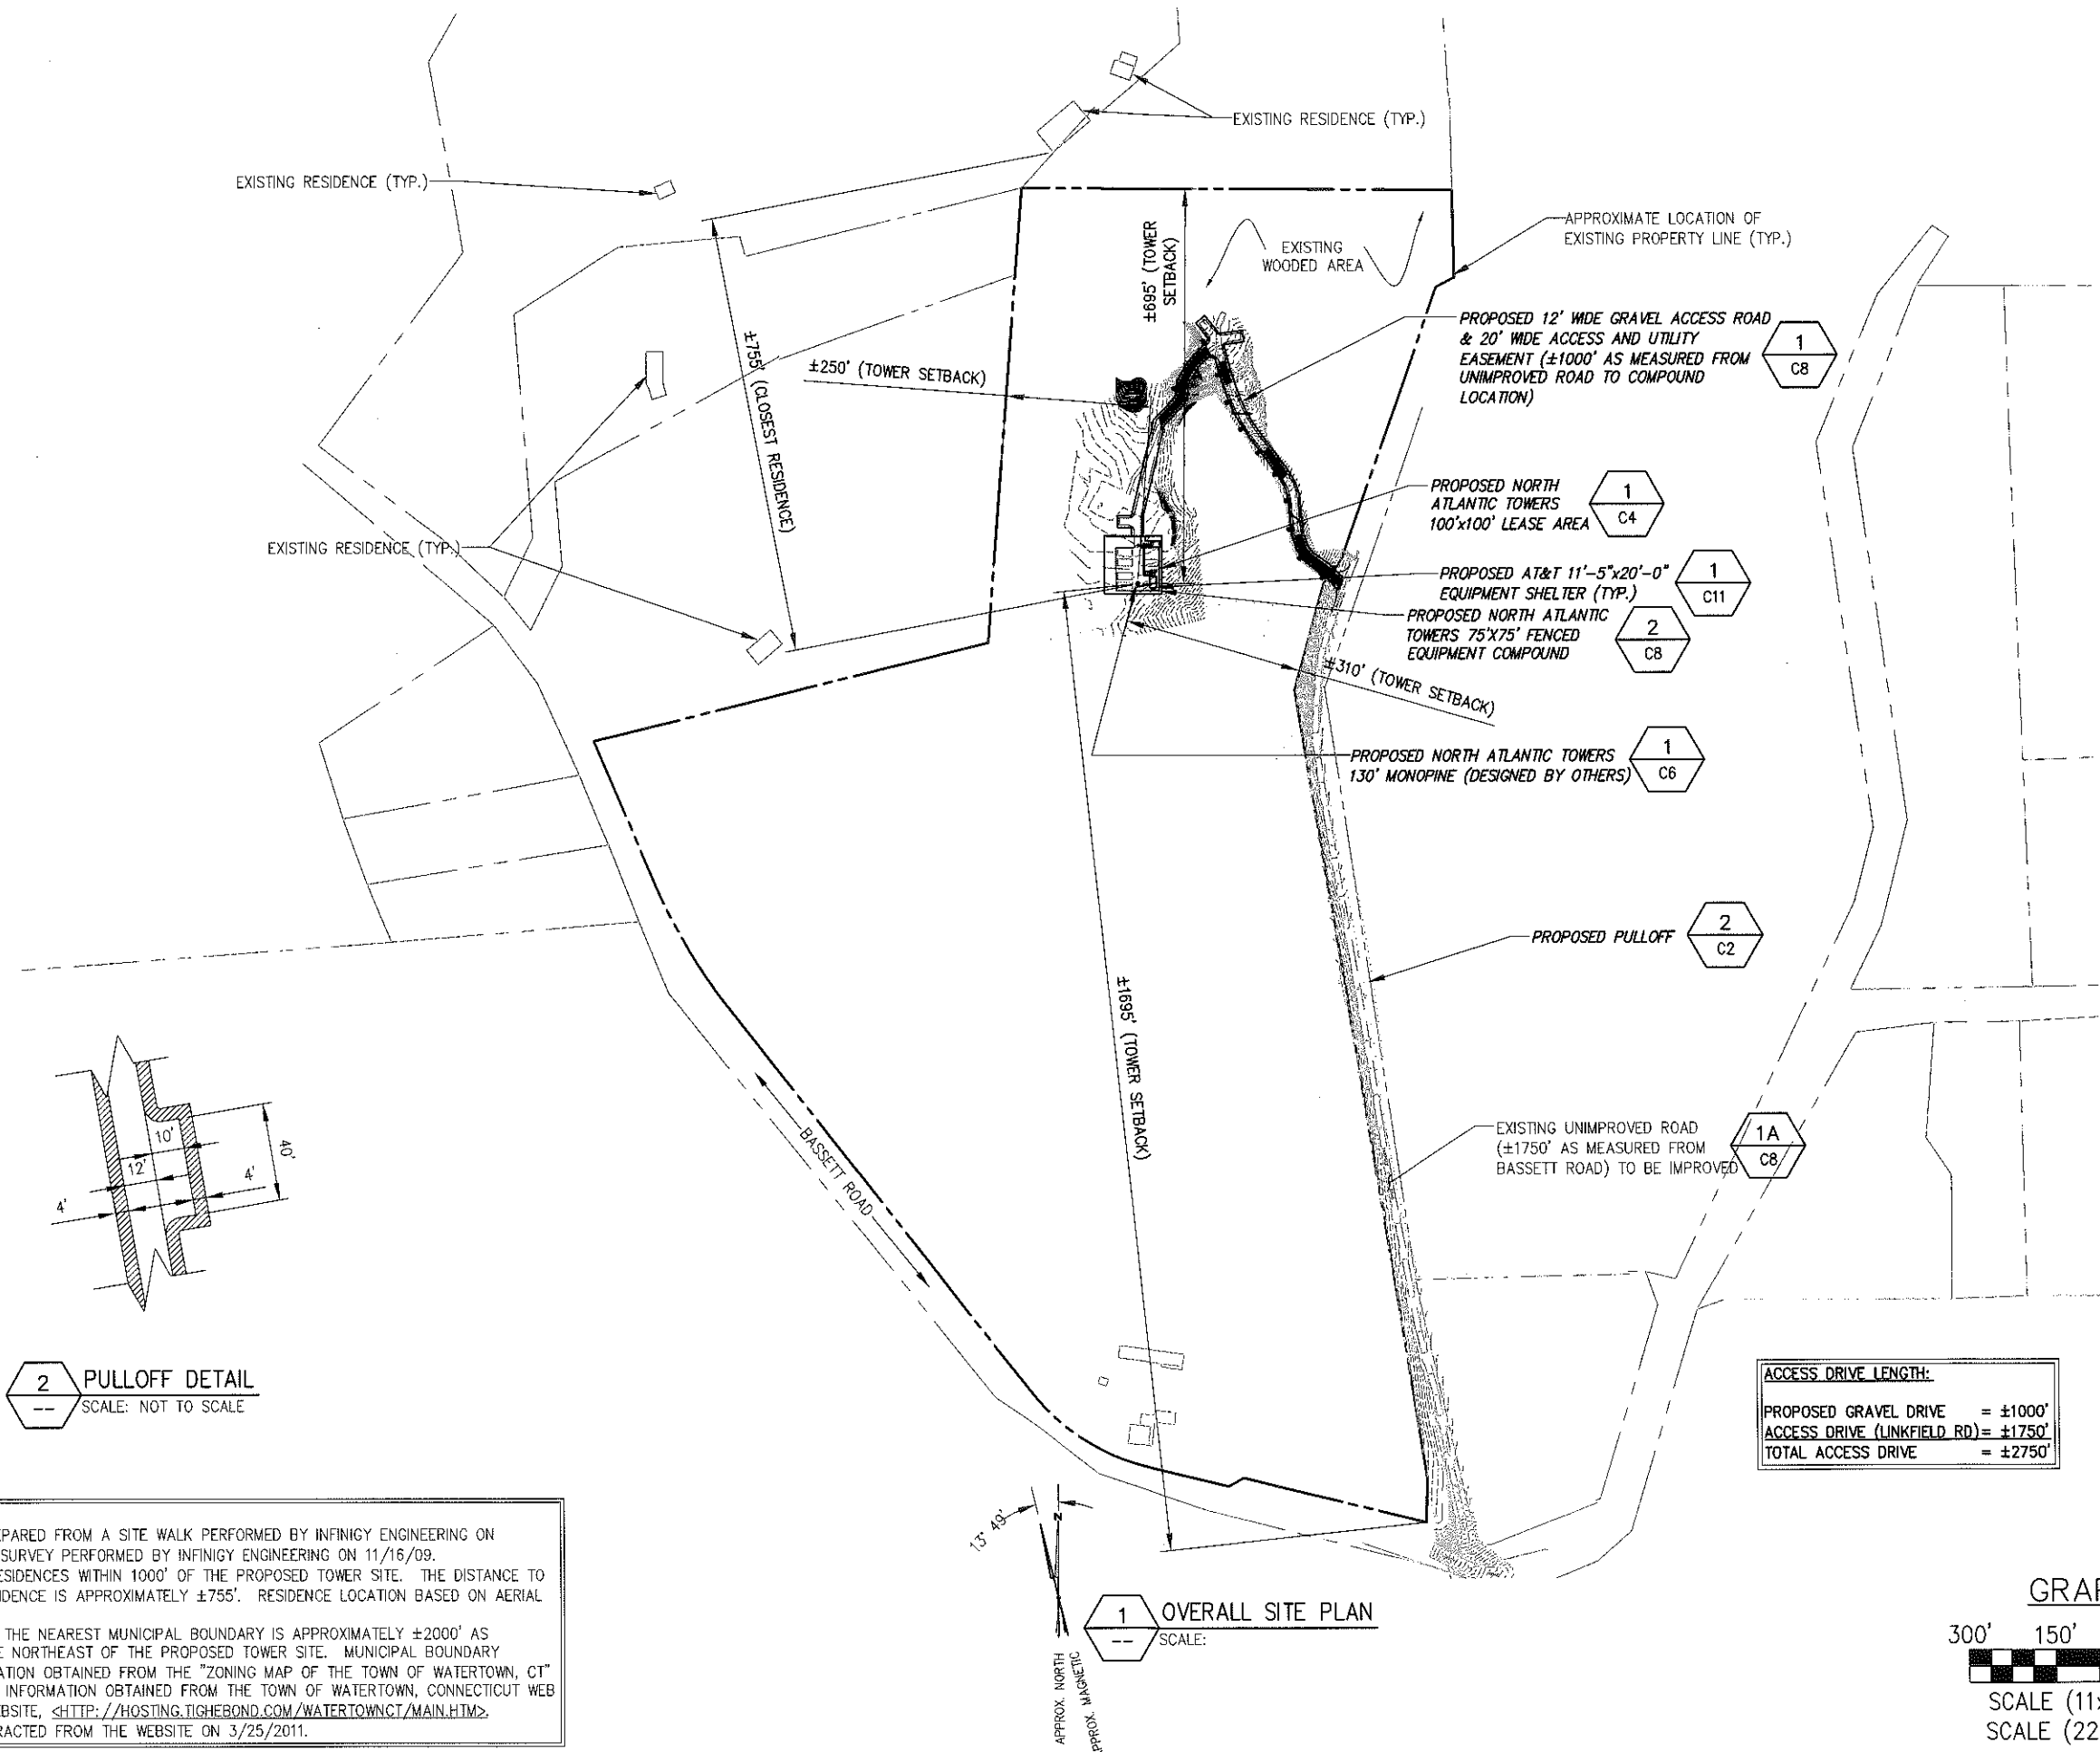 EXISTING RESIDENCE (TYP.)
EXISTING RESIDENCE (TYP.)
APPROXIMATE LOCATION OF
EXISTING PROPERTY LINE (TYP.)
±695' (TOWER
SETBACK)
EXISTING
WOODED AREA
PROPOSED 12' WIDE GRAVEL ACCESS ROAD
& 20' WIDE ACCESS AND UTILITY
EASEMENT (±1000' AS MEASURED FROM
UNIMPROVED ROAD TO COMPOUND
LOCATION)
1
C8
±755' (CLOSEST RESIDENCE)
±250' (TOWER SETBACK)
PROPOSED NORTH
ATLANTIC TOWERS
100'x100' LEASE AREA
1
C4
EXISTING RESIDENCE (TYP.)
PROPOSED AT&T 11'-5"x20'-0"
EQUIPMENT SHELTER (TYP.)
1
C11
PROPOSED NORTH ATLANTIC
TOWERS 75'X75' FENCED
EQUIPMENT COMPOUND
2
C8
±310' (TOWER SETBACK)
PROPOSED NORTH ATLANTIC TOWERS
130' MONOPINE (DESIGNED BY OTHERS)
1
C6
PROPOSED PULLOFF
2
C2
±1695' (TOWER SETBACK)
BASSETT ROAD
EXISTING UNIMPROVED ROAD
(±1750' AS MEASURED FROM
BASSETT ROAD) TO BE IMPROVED
1A
C8
10'
12'
4'
4'
40'
2
--
PULLOFF DETAIL
SCALE: NOT TO SCALE
ACCESS DRIVE LENGTH:
PROPOSED GRAVEL DRIVE = ±1000'
ACCESS DRIVE (LINKFIELD RD)= ±1750'
TOTAL ACCESS DRIVE = ±2750'
EPARED FROM A SITE WALK PERFORMED BY INFINIGY ENGINEERING ON
SURVEY PERFORMED BY INFINIGY ENGINEERING ON 11/16/09.
ESIDENCES WITHIN 1000' OF THE PROPOSED TOWER SITE. THE DISTANCE TO
IDENCE IS APPROXIMATELY ±755'. RESIDENCE LOCATION BASED ON AERIAL
THE NEAREST MUNICIPAL BOUNDARY IS APPROXIMATELY ±2000' AS
E NORTHEAST OF THE PROPOSED TOWER SITE. MUNICIPAL BOUNDARY
ATION OBTAINED FROM THE "ZONING MAP OF THE TOWN OF WATERTOWN, CT"
INFORMATION OBTAINED FROM THE TOWN OF WATERTOWN, CONNECTICUT WEB
EBSITE, <HTTP://HOSTING.TIGHEBOND.COM/WATERTOWNCT/MAIN.HTM>.
RACTED FROM THE WEBSITE ON 3/25/2011.
13° 49'
N
APPROX. NORTH
APPROX. MAGNETIC
1
--
OVERALL SITE PLAN
SCALE:
GRAP
300' 150'
SCALE (11x
SCALE (22